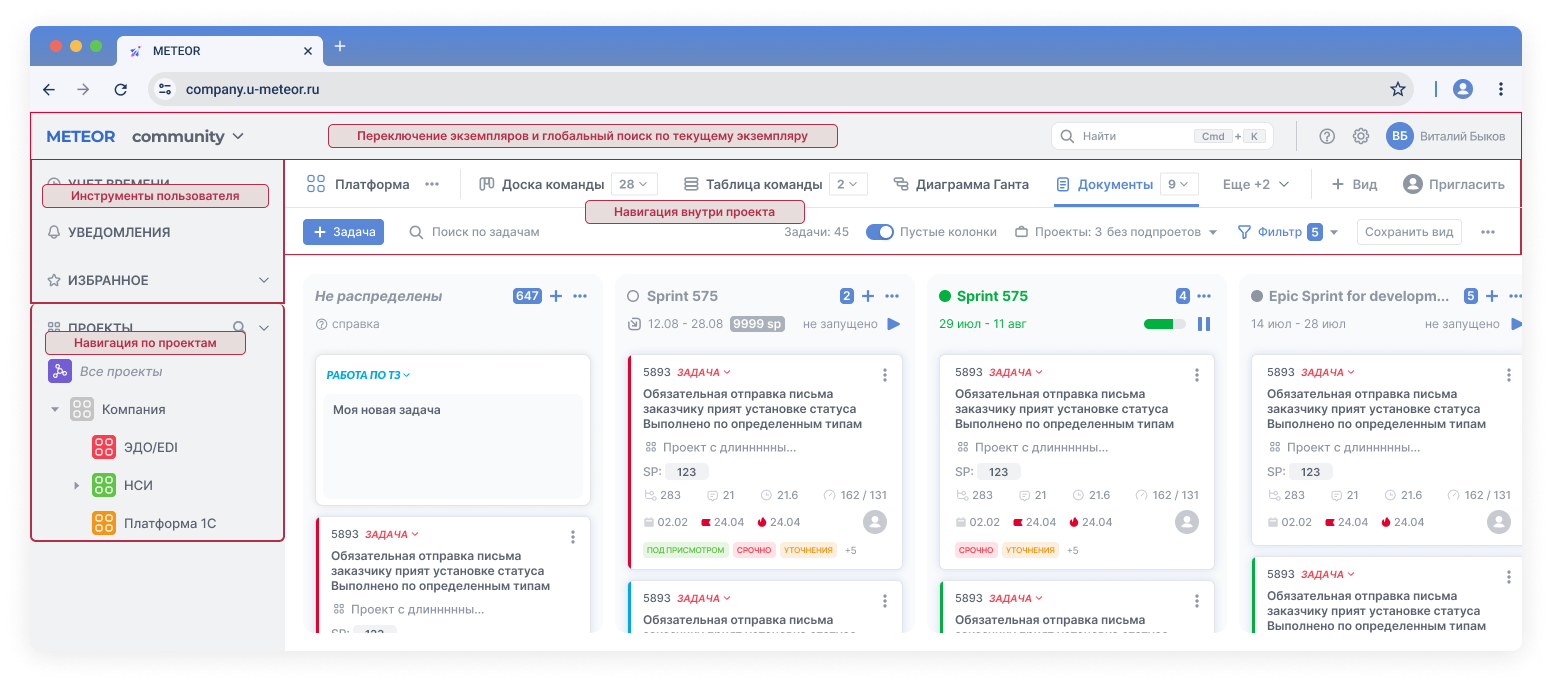 METEOR
company.u-meteor.ru
METEOR community
Переключение экземпляров и глобальный поиск по текущему экземпляру
Найти Cmd + K
ВБ Виталий Быков
УЧЕТ ВРЕМЕНИ
Инструменты пользователя
УВЕДОМЛЕНИЯ
ИЗБРАННОЕ
ПРОЕКТЫ
Навигация по проектам
Все проекты
Компания
ЭДО/EDI
НСИ
Платформа 1С
Платформа Доска команды 28 Таблица команды 2 Диаграмма Ганта Документы 9 Еще +2 + Вид Пригласить
Навигация внутри проекта
+ Задача Поиск по задачам Задачи: 45 Пустые колонки Проекты: 3 без подпроетов Фильтр 5 Сохранить вид
Не распределены 647
справка
РАБОТА ПО ТЗ
Моя новая задача
5893 ЗАДАЧА
Обязательная отправка письма
заказчику прият установке статуса
Выполнено по определенным типам
Проект с длиннннны...
SP: 123
Sprint 575 2
12.08 - 28.08 9999 sp не запущено
5893 ЗАДАЧА
Обязательная отправка письма
заказчику прият установке статуса
Выполнено по определенным типам
Проект с длиннннны...
SP: 123
283 21 21.6 162 / 131
02.02 24.04 24.04
ПОД ПРИСМОТРОМ СРОЧНО УТОЧНЕНИЯ +5
5893 ЗАДАЧА
Обязательная отправка письма
заказчику прият установке статуса
Sprint 575 4
29 июл - 11 авг
5893 ЗАДАЧА
Обязательная отправка письма
заказчику прият установке статуса
Выполнено по определенным типам
Проект с длиннннны...
SP: 123
283 21 21.6 162 / 131
02.02 24.04 24.04
СРОЧНО УТОЧНЕНИЯ +5
5893 ЗАДАЧА
Обязательная отправка письма
заказчику прият установке статуса
Epic Sprint for developm... 5
14 июл - 28 июл не запущено
5893 ЗАДАЧА
Обязательная отправка письма
заказчику прият установке статуса
Выполнено по определенным типам
Проект с длиннннны...
SP: 123
283 21 21.6 162 / 131
02.02 24.04 24.04
5893 ЗАДАЧА
Обязательная отправка письма
заказчику прият установке статуса
Выполнено по определенным типам